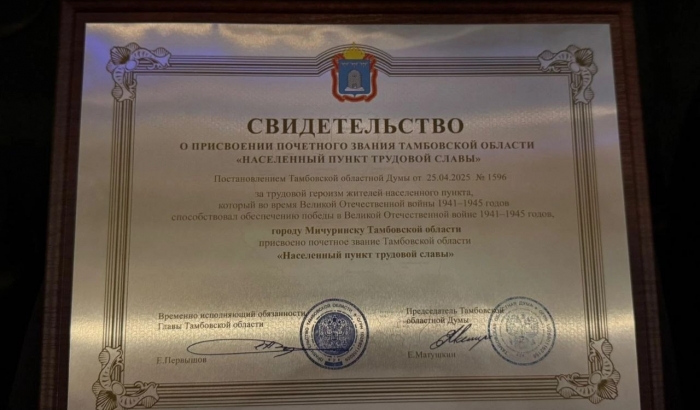 СВИДЕТЕЛЬСТВО
О ПРИСВОЕНИИ ПОЧЕТНОГО ЗВАНИЯ ТАМБОВСКОЙ ОБЛАСТИ
«НАСЕЛЕННЫЙ ПУНКТ ТРУДОВОЙ СЛАВЫ»
Постановлением Тамбовской областной Думы от 25.04.2025 № 1596
за трудовой героизм жителей населенного пункта,
который во время Великой Отечественной войны 1941–1945 годов
способствовал обеспечению победы в Великой Отечественной войне 1941–1945 годов,
городу Мичуринску Тамбовской области
присвоено почетное звание Тамбовской области
«Населенный пункт трудовой славы»
Временно исполняющий обязанности
Главы Тамбовской области
Е.Первышов
Председатель Тамбовской
областной Думы
Е.Матушкин